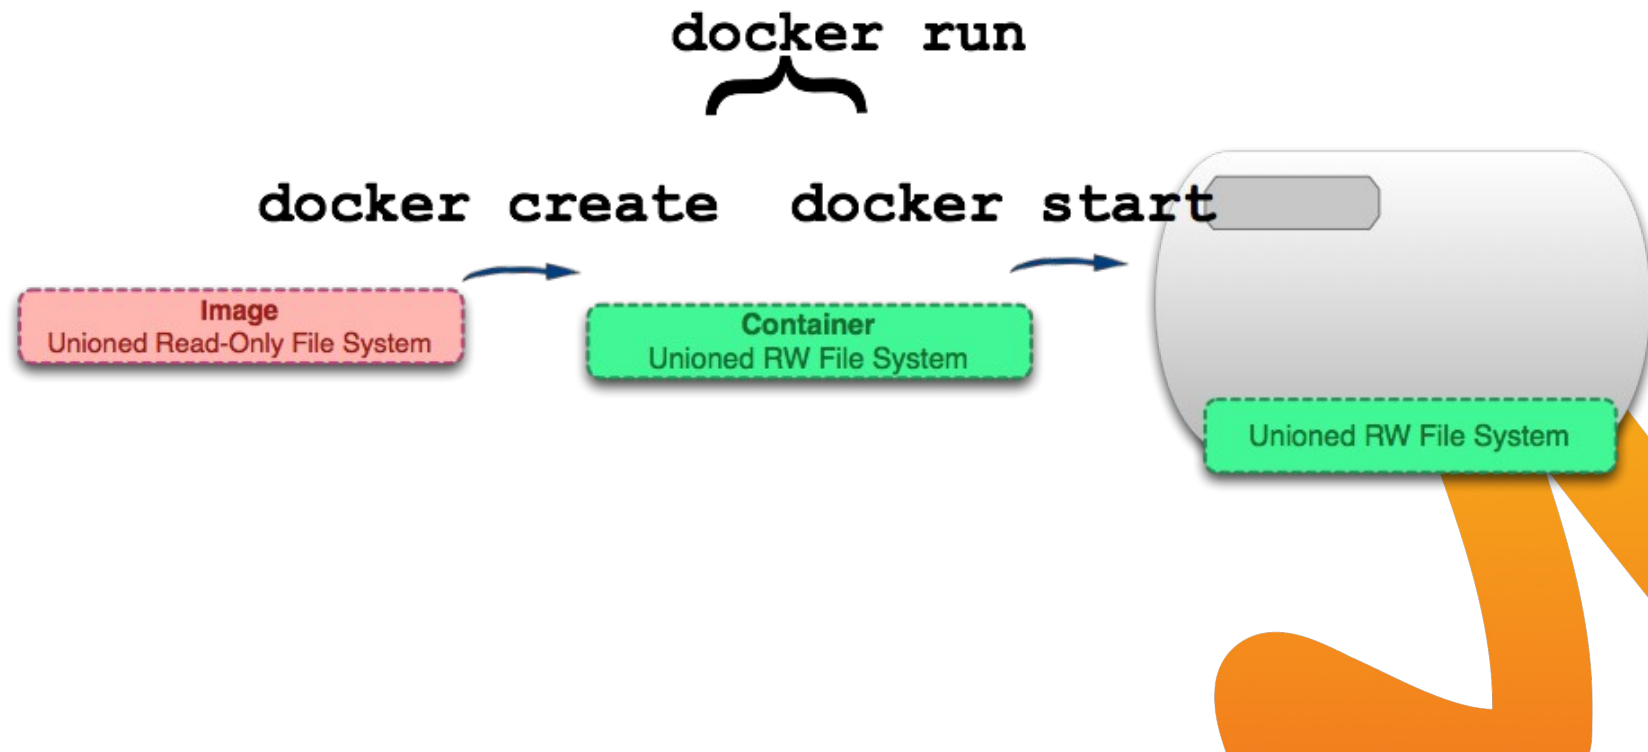 docker run
docker create docker start
Image
Unioned Read-Only File System
Container
Unioned RW File System
Unioned RW File System